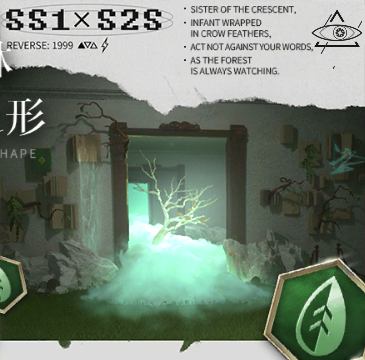 SS1×S2S
REVERSE: 1999
• SISTER OF THE CRESCENT,
• INFANT WRAPPED
IN CROW FEATHERS,
• ACT NOT AGAINST YOUR WORDS,
• AS THE FOREST
IS ALWAYS WATCHING.
形
HAPE